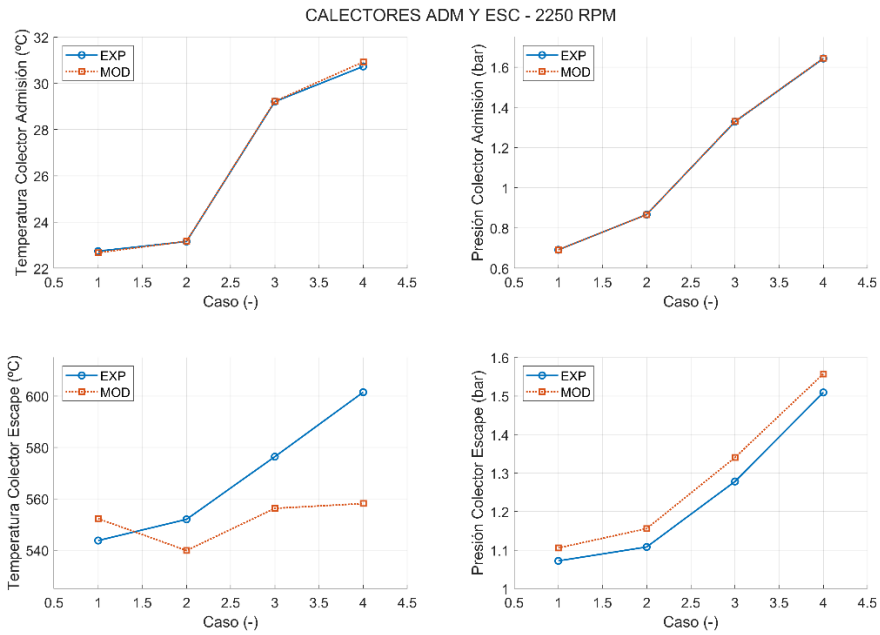 CALECTORES ADM Y ESC - 2250 RPM
Temperatura Colector Admisión (ºC)
32
30
28
26
24
22
EXP
MOD
0.5 1 1.5 2 2.5 3 3.5 4 4.5
Caso (-)
Presión Colector Admisión (bar)
1.6
1.4
1.2
1
0.8
0.6
EXP
MOD
0.5 1 1.5 2 2.5 3 3.5 4 4.5
Caso (-)
Temperatura Colector Escape (ºC)
600
580
560
540
EXP
MOD
0.5 1 1.5 2 2.5 3 3.5 4 4.5
Caso (-)
Presión Colector Escape (bar)
1.6
1.5
1.4
1.3
1.2
1.1
1
EXP
MOD
0.5 1 1.5 2 2.5 3 3.5 4 4.5
Caso (-)